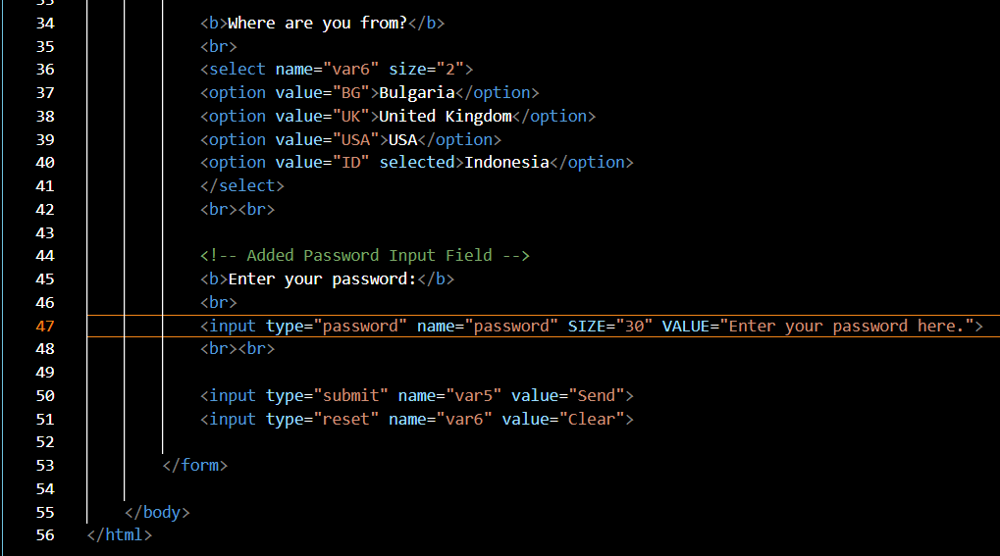 33
34 <b>Where are you from?</b>
35 <br>
36 <select name="var6" size="2">
37 <option value="BG">Bulgaria</option>
38 <option value="UK">United Kingdom</option>
39 <option value="USA">USA</option>
40 <option value="ID" selected>Indonesia</option>
41 </select>
42 <br><br>
43
44 <!-- Added Password Input Field -->
45 <b>Enter your password:</b>
46 <br>
47 <input type="password" name="password" SIZE="30" VALUE="Enter your password here.">
48 <br><br>
49
50 <input type="submit" name="var5" value="Send">
51 <input type="reset" name="var6" value="Clear">
52
53 </form>
54
55 </body>
56 </html>